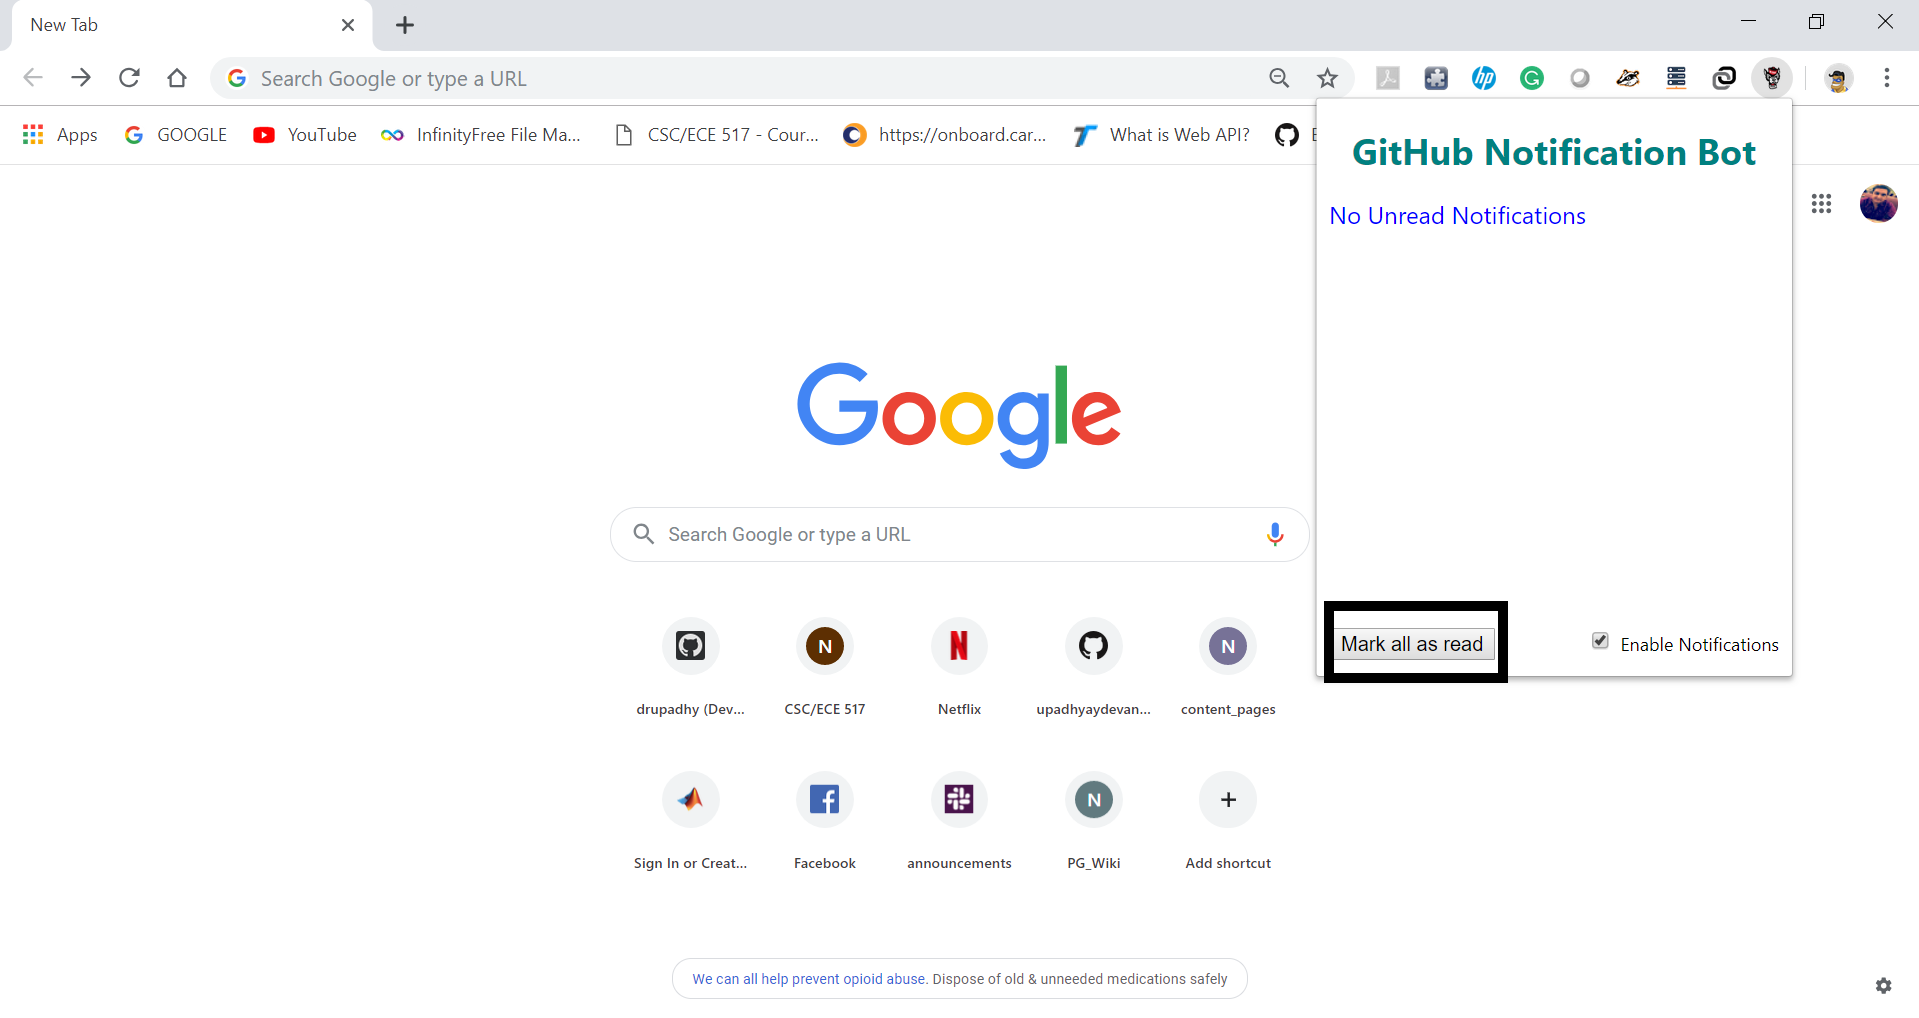 New Tab
Search Google or type a URL
Apps
GOOGLE
YouTube
InfinityFree File Ma...
CSC/ECE 517 - Cour...
https://onboard.car...
What is Web API?
GitHub Notification Bot
No Unread Notifications
Google
Search Google or type a URL
Mark all as read
Enable Notifications
drupadhy (Dev...
CSC/ECE 517
Netflix
upadhyaydevan...
content_pages
Sign In or Creat...
Facebook
announcements
PG_Wiki
Add shortcut
We can all help prevent opioid abuse. Dispose of old & unneeded medications safely